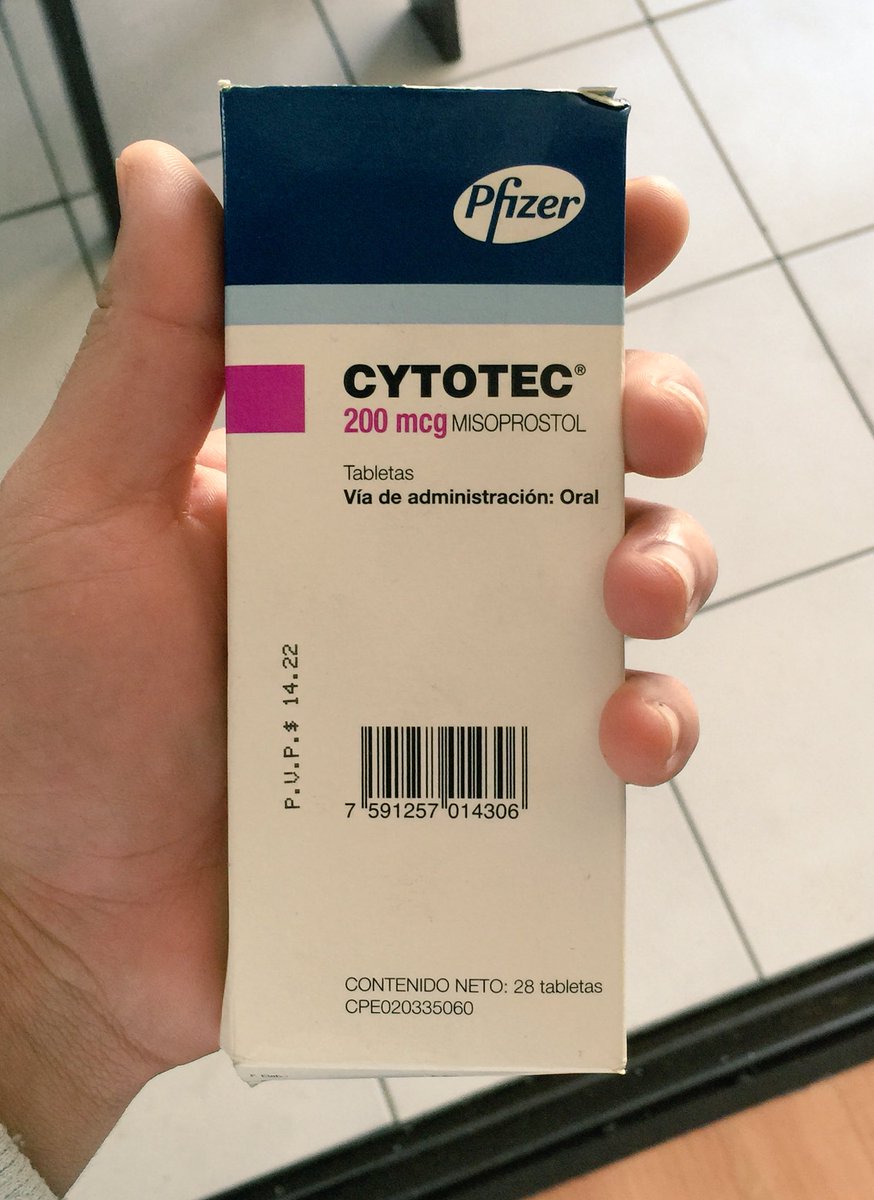 Pfizer
CYTOTEC®
200 mcg MISOPROSTOL
Tabletas
Vía de administración: Oral
P.V.P.$ 14.22
7 591257 014306
CONTENIDO NETO: 28 tabletas
CPE020335060